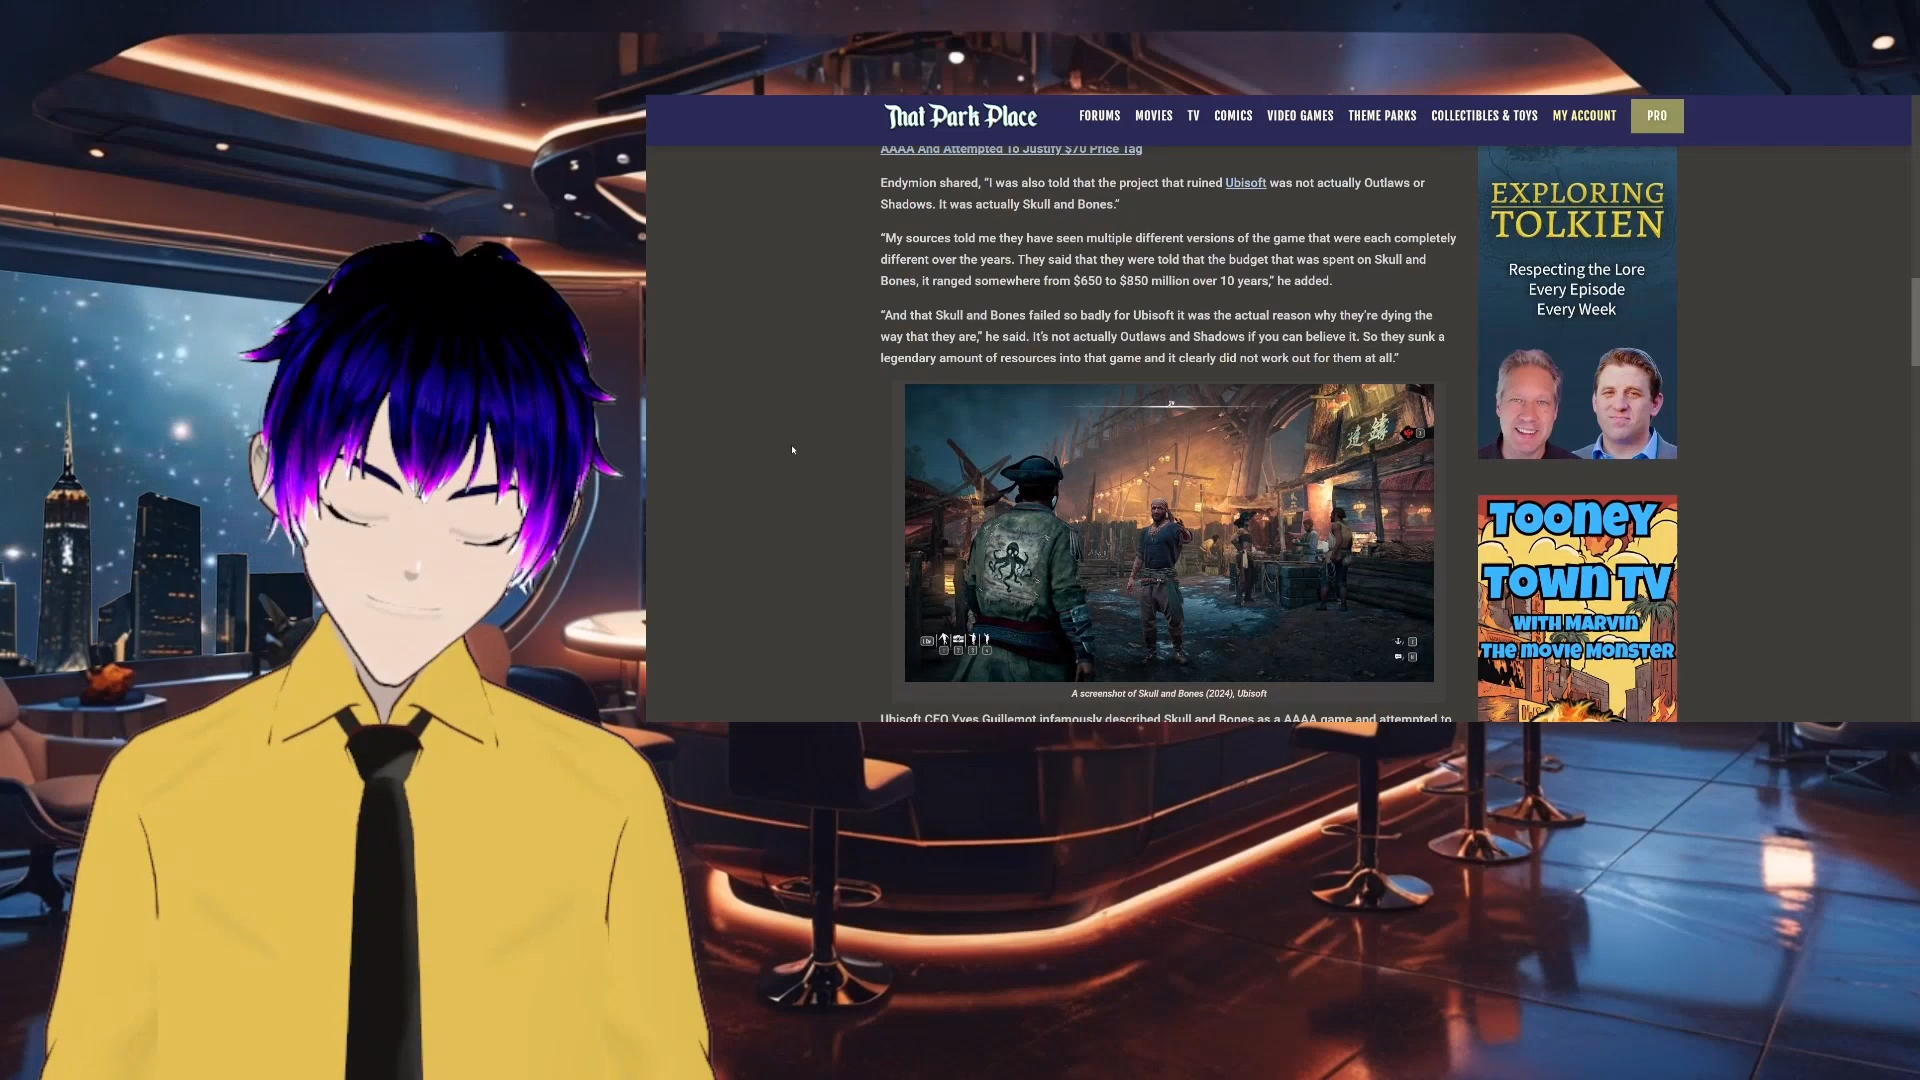 That Park Place
FORUMS MOVIES TV COMICS VIDEO GAMES THEME PARKS COLLECTIBLES & TOYS MY ACCOUNT PRO
AAAA And Attempted To Justify $70 Price Tag
Endymion shared, “I was also told that the project that ruined Ubisoft was not actually Outlaws or
Shadows. It was actually Skull and Bones.”
“My sources told me they have seen multiple different versions of the game that were each completely
different over the years. They said that they were told that the budget that was spent on Skull and
Bones, it ranged somewhere from $650 to $850 million over 10 years,” he added.
“And that Skull and Bones failed so badly for Ubisoft it was the actual reason why they’re dying the
way that they are,” he said. It’s not actually Outlaws and Shadows if you can believe it. So they sunk a
legendary amount of resources into that game and it clearly did not work out for them at all.”
A screenshot of Skull and Bones (2024), Ubisoft
Ubisoft CEO Yves Guillemot infamously described Skull and Bones as a AAAA game and attempted to
EXPLORING
TOLKIEN
Respecting the Lore
Every Episode
Every Week
TOONEY
TOWN TV
WITH MARVIN
THE MOVIE MONSTER